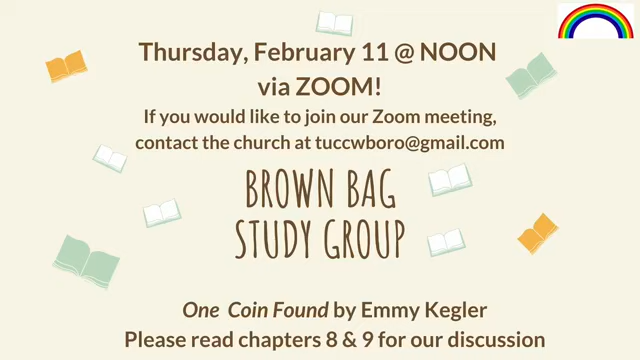 Thursday, February 11 @ NOON
via ZOOM!
If you would like to join our Zoom meeting,
contact the church at tuccwboro@gmail.com
BROWN BAG
STUDY GROUP
One Coin Found by Emmy Kegler
Please read chapters 8 & 9 for our discussion